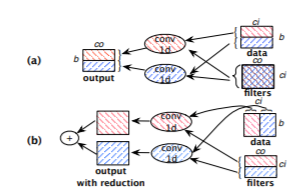 co
conv
1d
ci
b
data
(a)
b
output
conv
1d
co
ci
filters
ci
conv
1d
b
data
(b)
+
conv
1d
co
ci
output
with reduction
filters